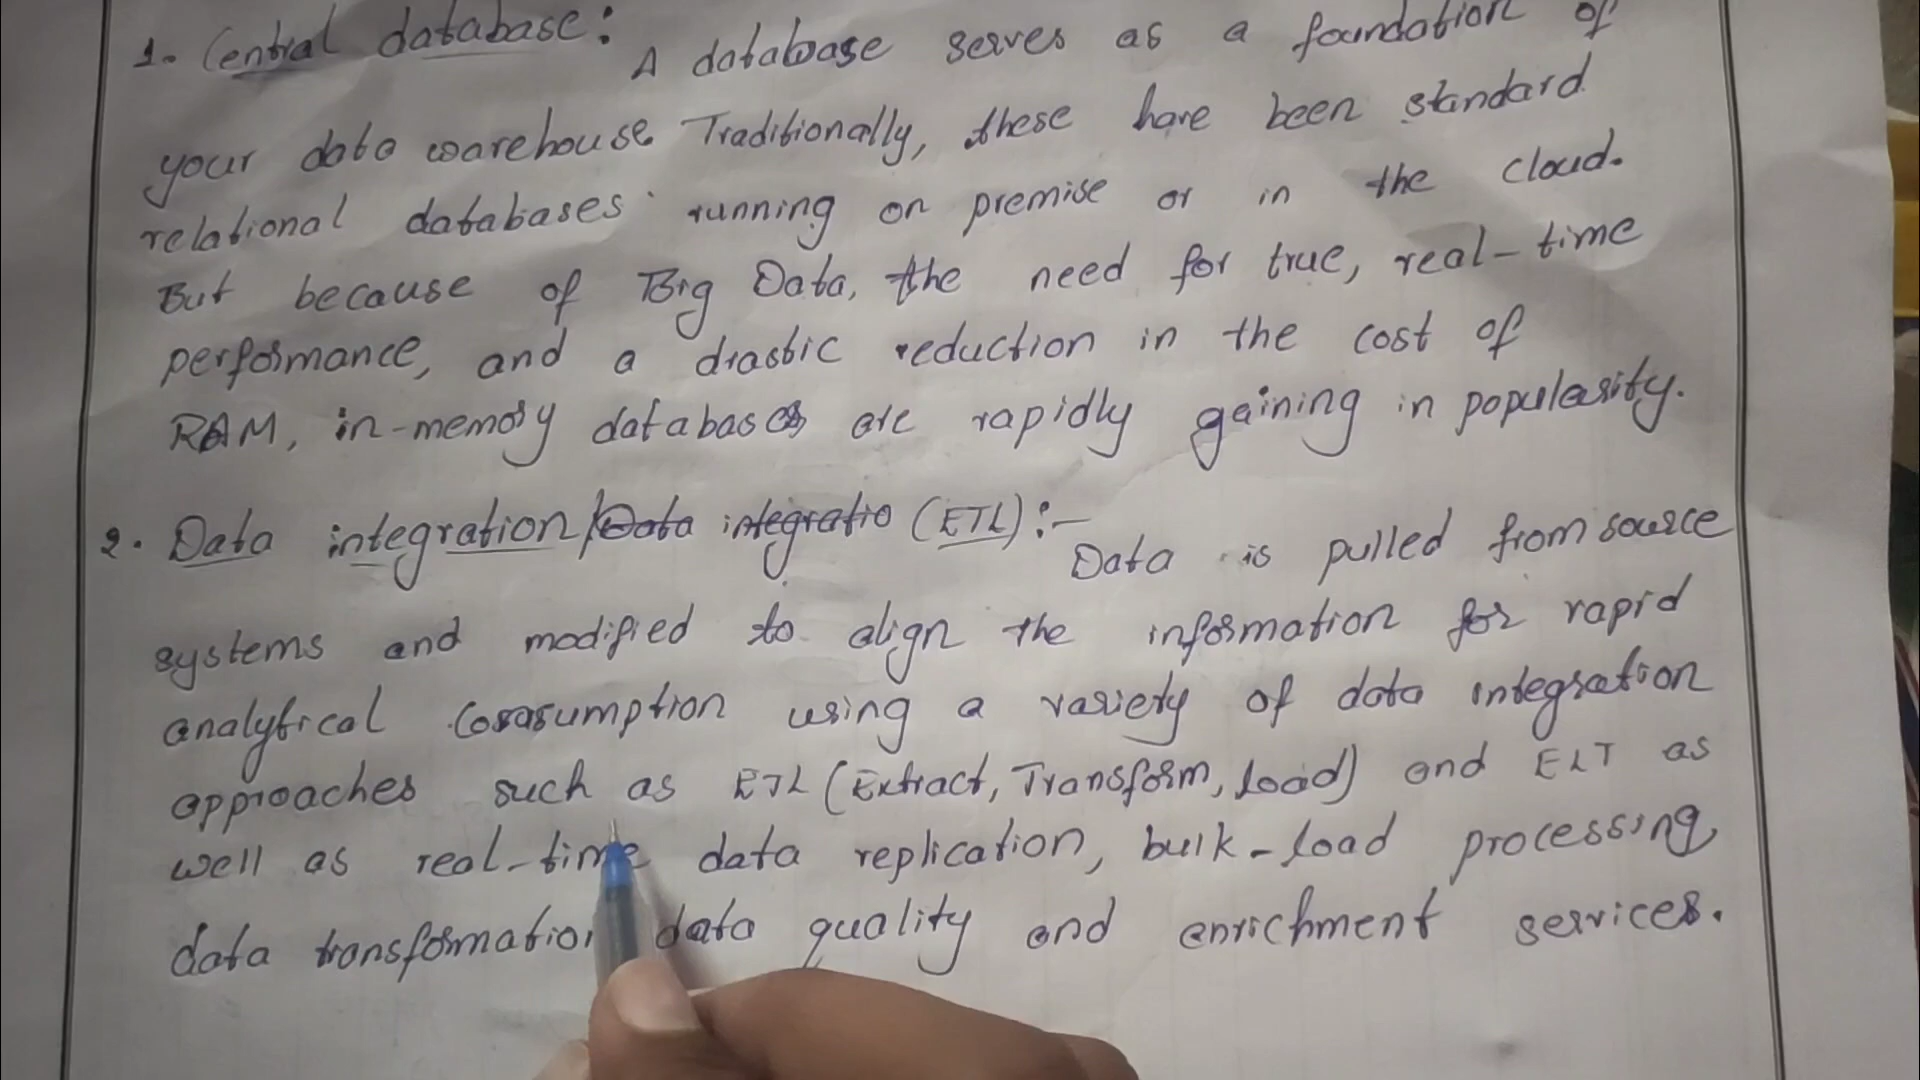 1. Central database:
A database serves as a foundation of
your data warehouse. Traditionally, these have been standard
relational databases running on premise or in the cloud.
But because of Big Data, the need for true, real-time
performance, and a drastic reduction in the cost of
RAM, in-memory databases are rapidly gaining in popularity.
2. Data integration/Data integratio (ETL):-
Data is pulled from source
systems and modified to align the information for rapid
analytical consumption using a variety of data integration
approaches such as ETL (Extract, Transform, Load) and ELT as
well as real-time data replication, bulk-load processing,
data transformation data quality and enrichment services.